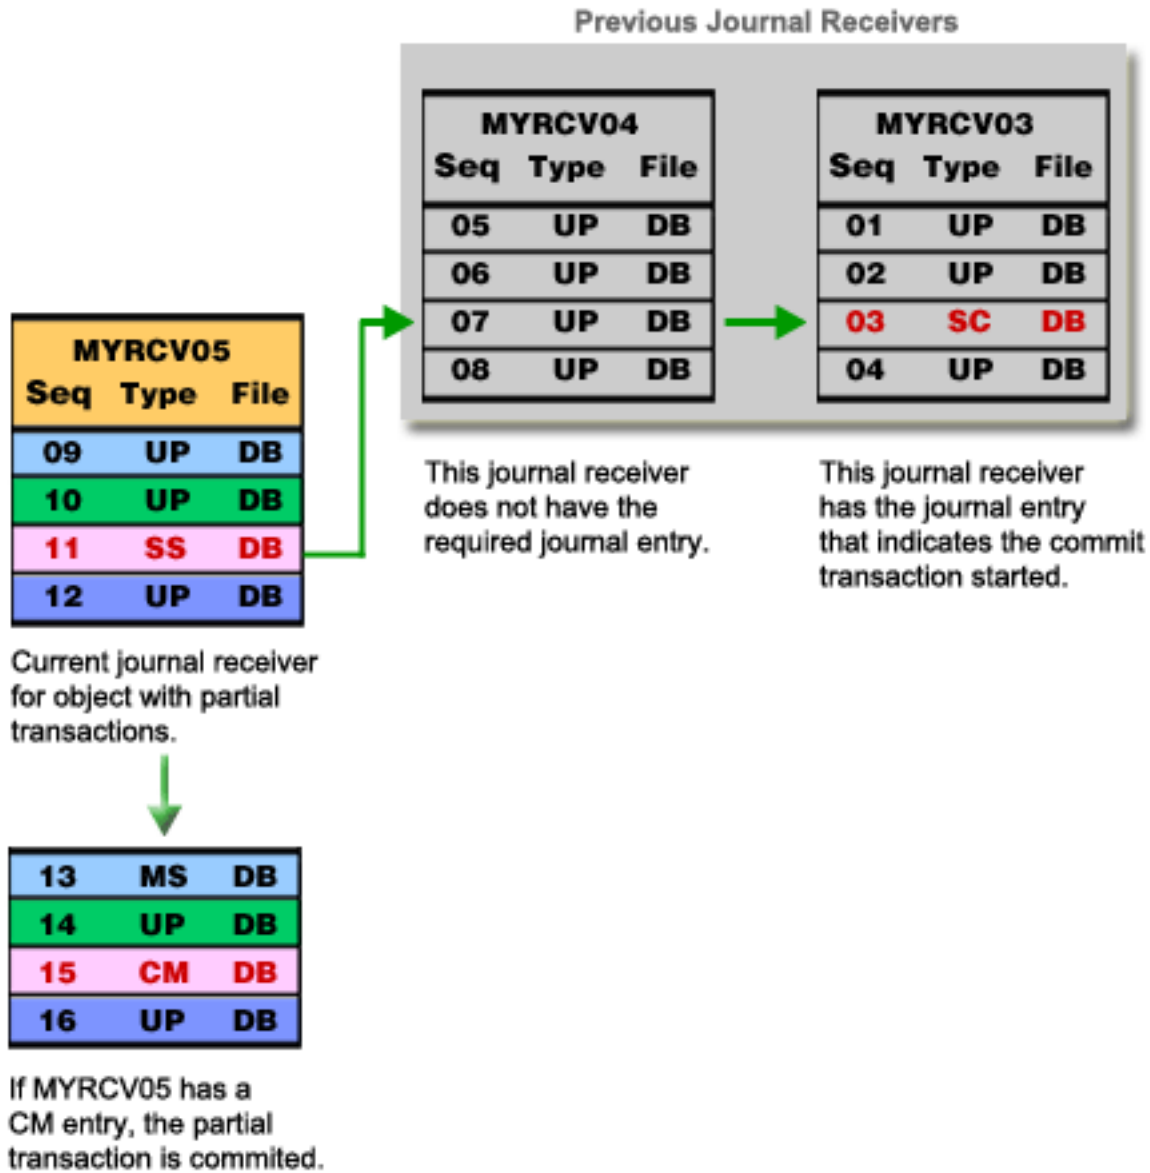 Previous Journal Receivers
MYRCV04
Seq Type File
05 UP DB
06 UP DB
07 UP DB
08 UP DB
MYRCV03
Seq Type File
01 UP DB
02 UP DB
03 SC DB
04 UP DB
This journal receiver
does not have the
required journal entry.
This journal receiver
has the journal entry
that indicates the commit
transaction started.
MYRCV05
Seq Type File
09 UP DB
10 UP DB
11 SS DB
12 UP DB
Current journal receiver
for object with partial
transactions.
13 MS DB
14 UP DB
15 CM DB
16 UP DB
If MYRCV05 has a
CM entry, the partial
transaction is commited.